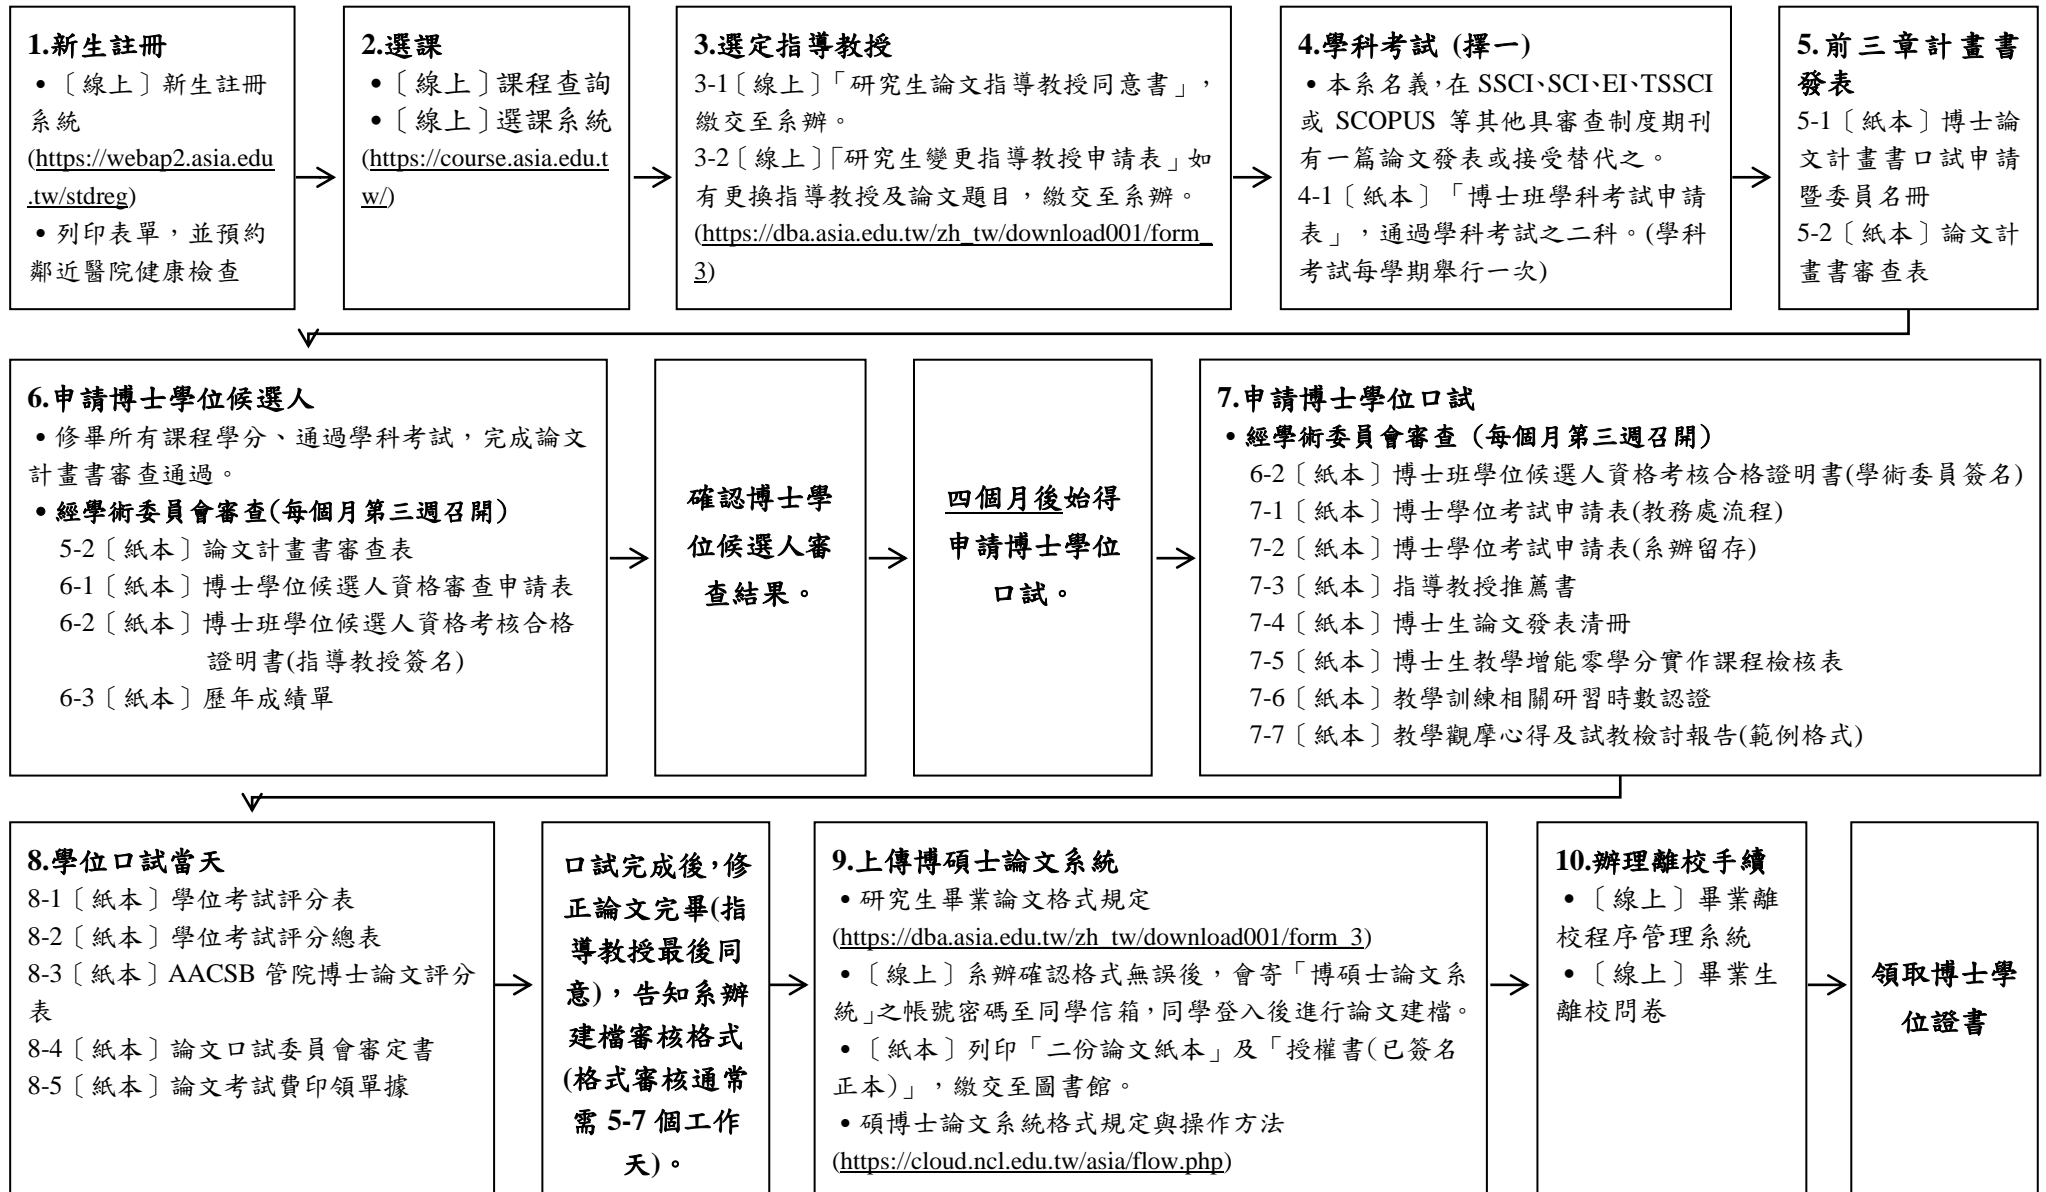 1.新生註冊
•〔線上〕新生註冊
系統
(https://webap2.asia.edu
.tw/stdreg)
•列印表單，並預約
鄰近醫院健康檢查
2.選課
•〔線上〕課程查詢
•〔線上〕選課系統
(https://course.asia.edu.t
w/)
3.選定指導教授
3-1〔線上〕「研究生論文指導教授同意書」，
繳交至系辦。
3-2〔線上〕「研究生變更指導教授申請表」如
有更換指導教授及論文題目，繳交至系辦。
(https://dba.asia.edu.tw/zh_tw/download001/form_
3)
4.學科考試 (擇一)
•本系名義，在 SSCI、SCI、EI、TSSCI
或 SCOPUS 等其他具審查制度期刊
有一篇論文發表或接受替代之。
4-1〔紙本〕「博士班學科考試申請
表」，通過學科考試之二科。(學科
考試每學期舉行一次)
5.前三章計畫書
發表
5-1〔紙本〕博士論
文計畫書口試申請
暨委員名冊
5-2〔紙本〕論文計
畫書審查表
6.申請博士學位候選人
•修畢所有課程學分、通過學科考試，完成論文
計畫書審查通過。
•經學術委員會審查(每個月第三週召開)
5-2〔紙本〕論文計畫書審查表
6-1〔紙本〕博士學位候選人資格審查申請表
6-2〔紙本〕博士班學位候選人資格考核合格
證明書(指導教授簽名)
6-3〔紙本〕歷年成績單
確認博士學
位候選人審
查結果。
四個月後始得
申請博士學位
口試。
7.申請博士學位口試
•經學術委員會審查（每個月第三週召開）
6-2〔紙本〕博士班學位候選人資格考核合格證明書(學術委員簽名)
7-1〔紙本〕博士學位考試申請表(教務處流程)
7-2〔紙本〕博士學位考試申請表(系辦留存)
7-3〔紙本〕指導教授推薦書
7-4〔紙本〕博士生論文發表清冊
7-5〔紙本〕博士生教學增能零學分實作課程檢核表
7-6〔紙本〕教學訓練相關研習時數認證
7-7〔紙本〕教學觀摩心得及試教檢討報告(範例格式)
8.學位口試當天
8-1〔紙本〕學位考試評分表
8-2〔紙本〕學位考試評分總表
8-3〔紙本〕AACSB 管院博士論文評分
表
8-4〔紙本〕論文口試委員會審定書
8-5〔紙本〕論文考試費印領單據
口試完成後，修
正論文完畢(指
導教授最後同
意)，告知系辦
建檔審核格式
(格式審核通常
需 5-7 個工作
天)。
9.上傳博碩士論文系統
•研究生畢業論文格式規定
(https://dba.asia.edu.tw/zh_tw/download001/form_3)
•〔線上〕系辦確認格式無誤後，會寄「博碩士論文系
統」之帳號密碼至同學信箱，同學登入後進行論文建檔。
•〔紙本〕列印「二份論文紙本」及「授權書（已簽名
正本）」，繳交至圖書館。
•碩博士論文系統格式規定與操作方法
(https://cloud.ncl.edu.tw/asia/flow.php)
10.辦理離校手續
•〔線上〕畢業離
校程序管理系統
•〔線上〕畢業生
離校問卷
領取博士學
位證書